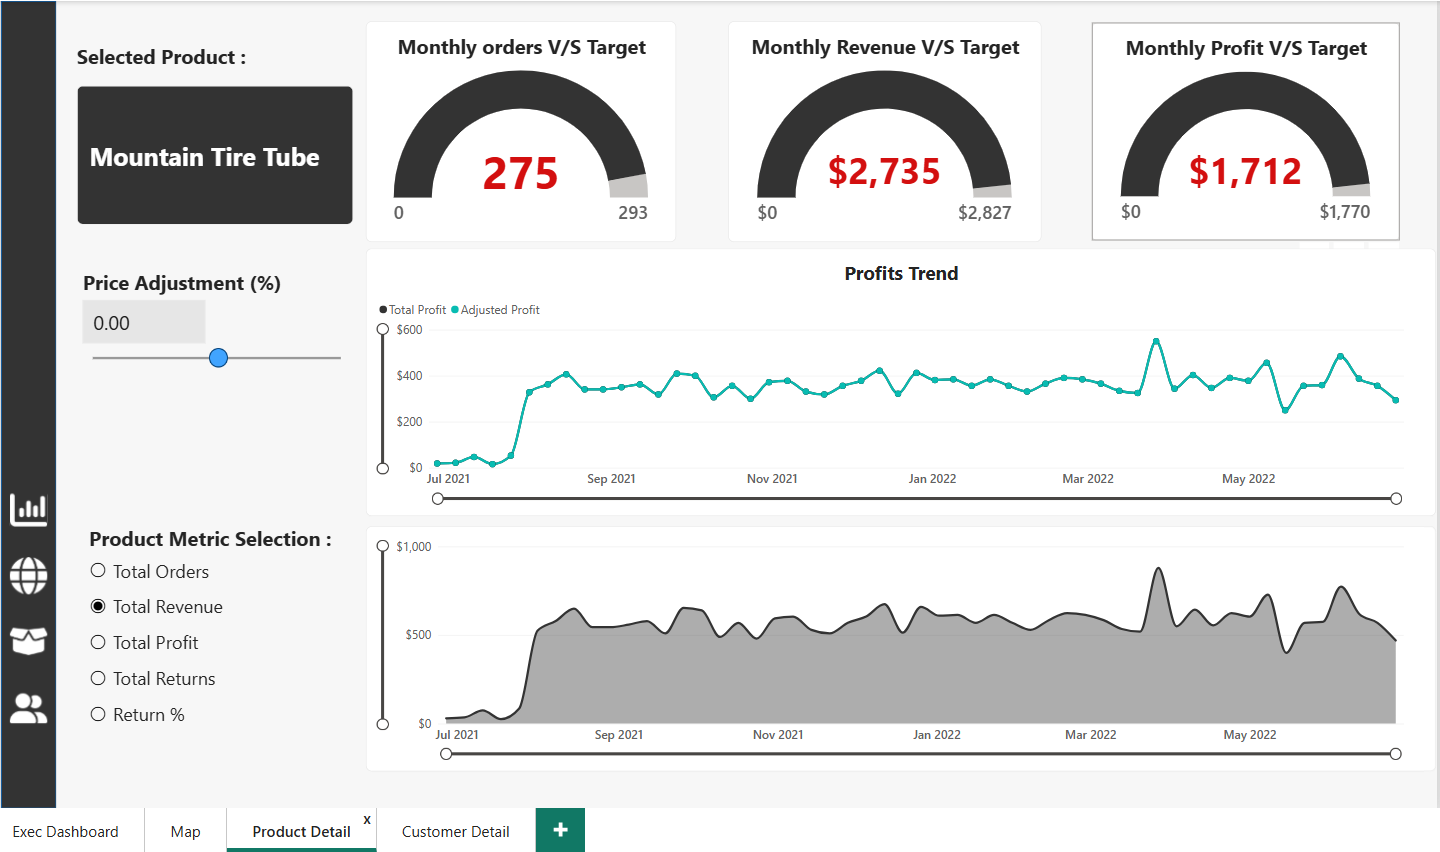 Selected Product :
Mountain Tire Tube
Monthly orders V/S Target
275
0
293
Monthly Revenue V/S Target
$2,735
$0
$2,827
Monthly Profit V/S Target
$1,712
$0
$1,770
Price Adjustment (%)
0.00
Profits Trend
Total Profit Adjusted Profit
$600
$400
$200
$0
Jul 2021 Sep 2021 Nov 2021 Jan 2022 Mar 2022 May 2022
Product Metric Selection :
Total Orders
Total Revenue
Total Profit
Total Returns
Return %
$1,000
$500
$0
Jul 2021 Sep 2021 Nov 2021 Jan 2022 Mar 2022 May 2022
Exec Dashboard Map Product Detail x Customer Detail +